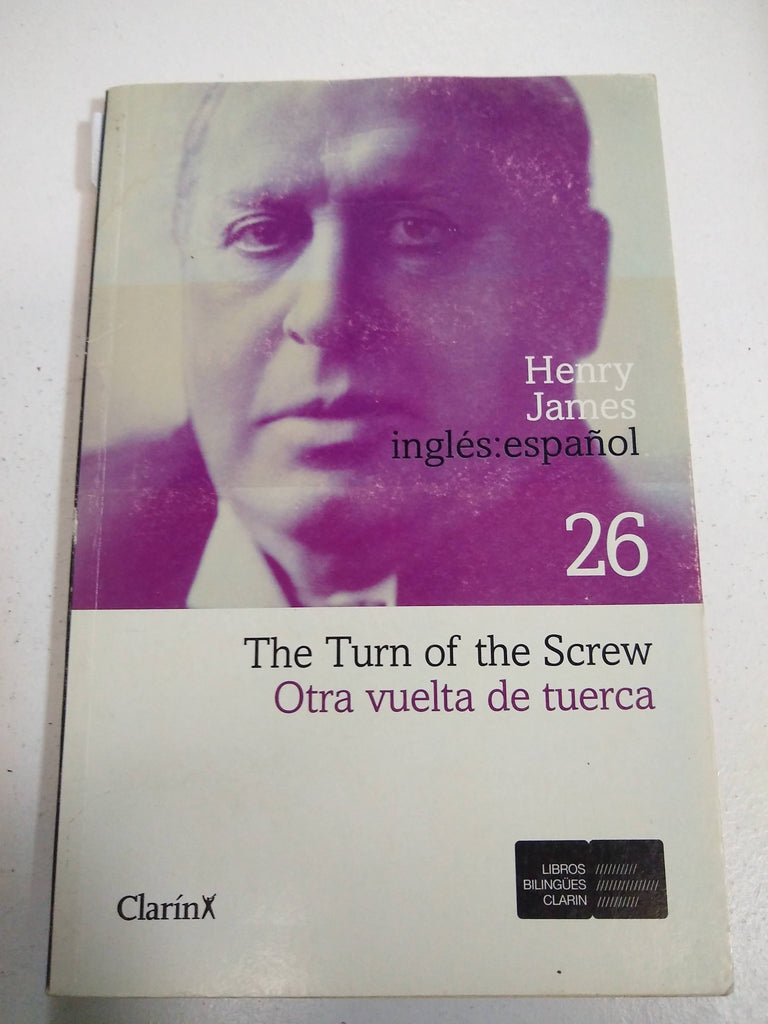 Henry
James
inglés:español
26
The Turn of the Screw
Otra vuelta de tuerca
Clarín
LIBROS
BILINGÜES
CLARIN